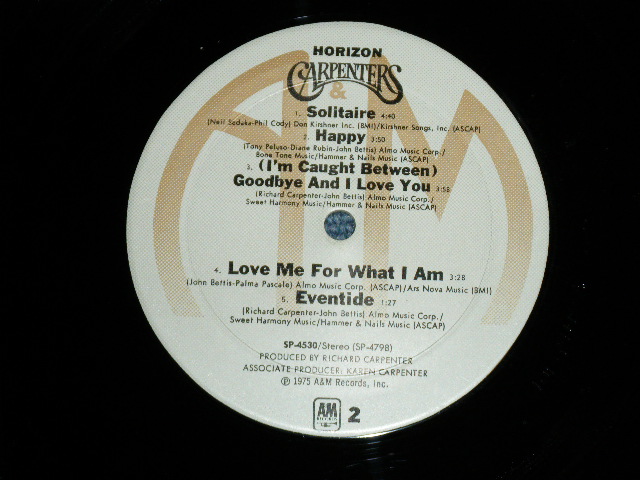 HORIZON
CARPENTERS
&
1. Solitaire 4:40
(Neil Sedaka-Phil Cody) Don Kirshner Inc. (BMI)/Kirshner Songs, Inc. (ASCAP)
2. Happy 3:50
(Tony Peluso-Diane Rubin-John Bettis) Almo Music Corp./
Bone Tone Music/Hammer & Nails Music (ASCAP)
3. (I'm Caught Between)
Goodbye And I Love You 3:58
(Richard Carpenter-John Bettis) Almo Music Corp./
Sweet Harmony Music/Hammer & Nails Music (ASCAP)
4. Love Me For What I Am 3:28
(John Bettis-Palma Pascale) Almo Music Corp. (ASCAP)/Ars Nova Music (BMI)
5. Eventide 1:27
(Richard Carpenter-John Bettis) Almo Music Corp./
Sweet Harmony Music/Hammer & Nails Music (ASCAP)
SP-4530/Stereo (SP-4798)
PRODUCED BY RICHARD CARPENTER
ASSOCIATE PRODUCER: KAREN CARPENTER
Ⓟ 1975 A&M Records, Inc.
AM 2